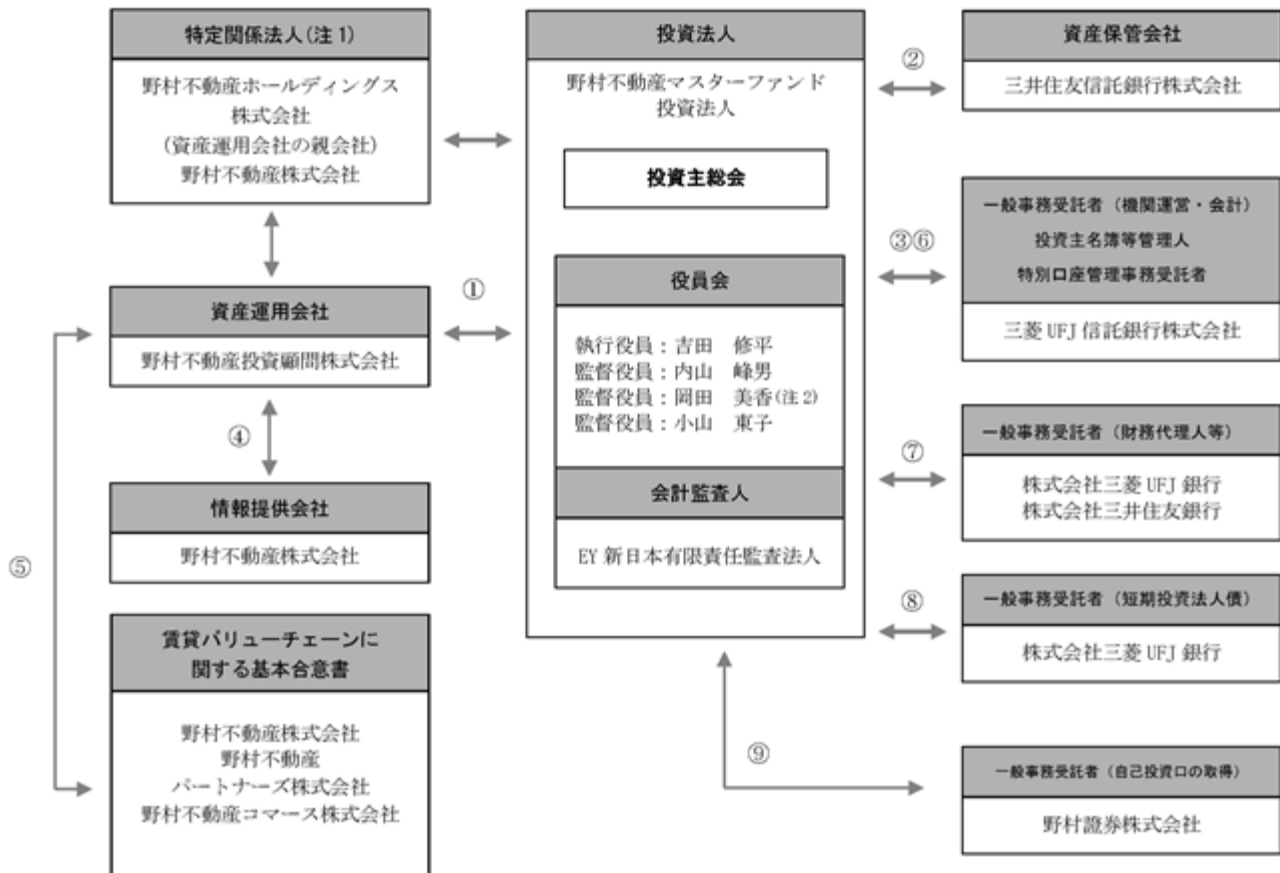 特定関係法人(注1)
野村不動産ホールディングス
株式会社
(資産運用会社の親会社)
野村不動産株式会社
資産運用会社
野村不動産投資顧問株式会社
④
情報提供会社
野村不動産株式会社
⑤
賃貸バリューチェーンに
関する基本合意書
野村不動産株式会社
野村不動産
パートナーズ株式会社
野村不動産コマース株式会社
①
投資法人
野村不動産マスターファンド
投資法人
投資主総会
役員会
執行役員:吉田 修平
監督役員:内山 峰男
監督役員:岡田 美香(注2)
監督役員:小山 東子
会計監査人
EY 新日本有限責任監査法人
②
資産保管会社
三井住友信託銀行株式会社
③⑥
一般事務受託者(機関運営・会計)
投資主名簿等管理人
特別口座管理事務受託者
三菱 UFJ 信託銀行株式会社
⑦
一般事務受託者(財務代理人等)
株式会社三菱 UFJ 銀行
株式会社三井住友銀行
⑧
一般事務受託者(短期投資法人債)
株式会社三菱 UFJ 銀行
⑨
一般事務受託者(自己投資口の取得)
野村證券株式会社